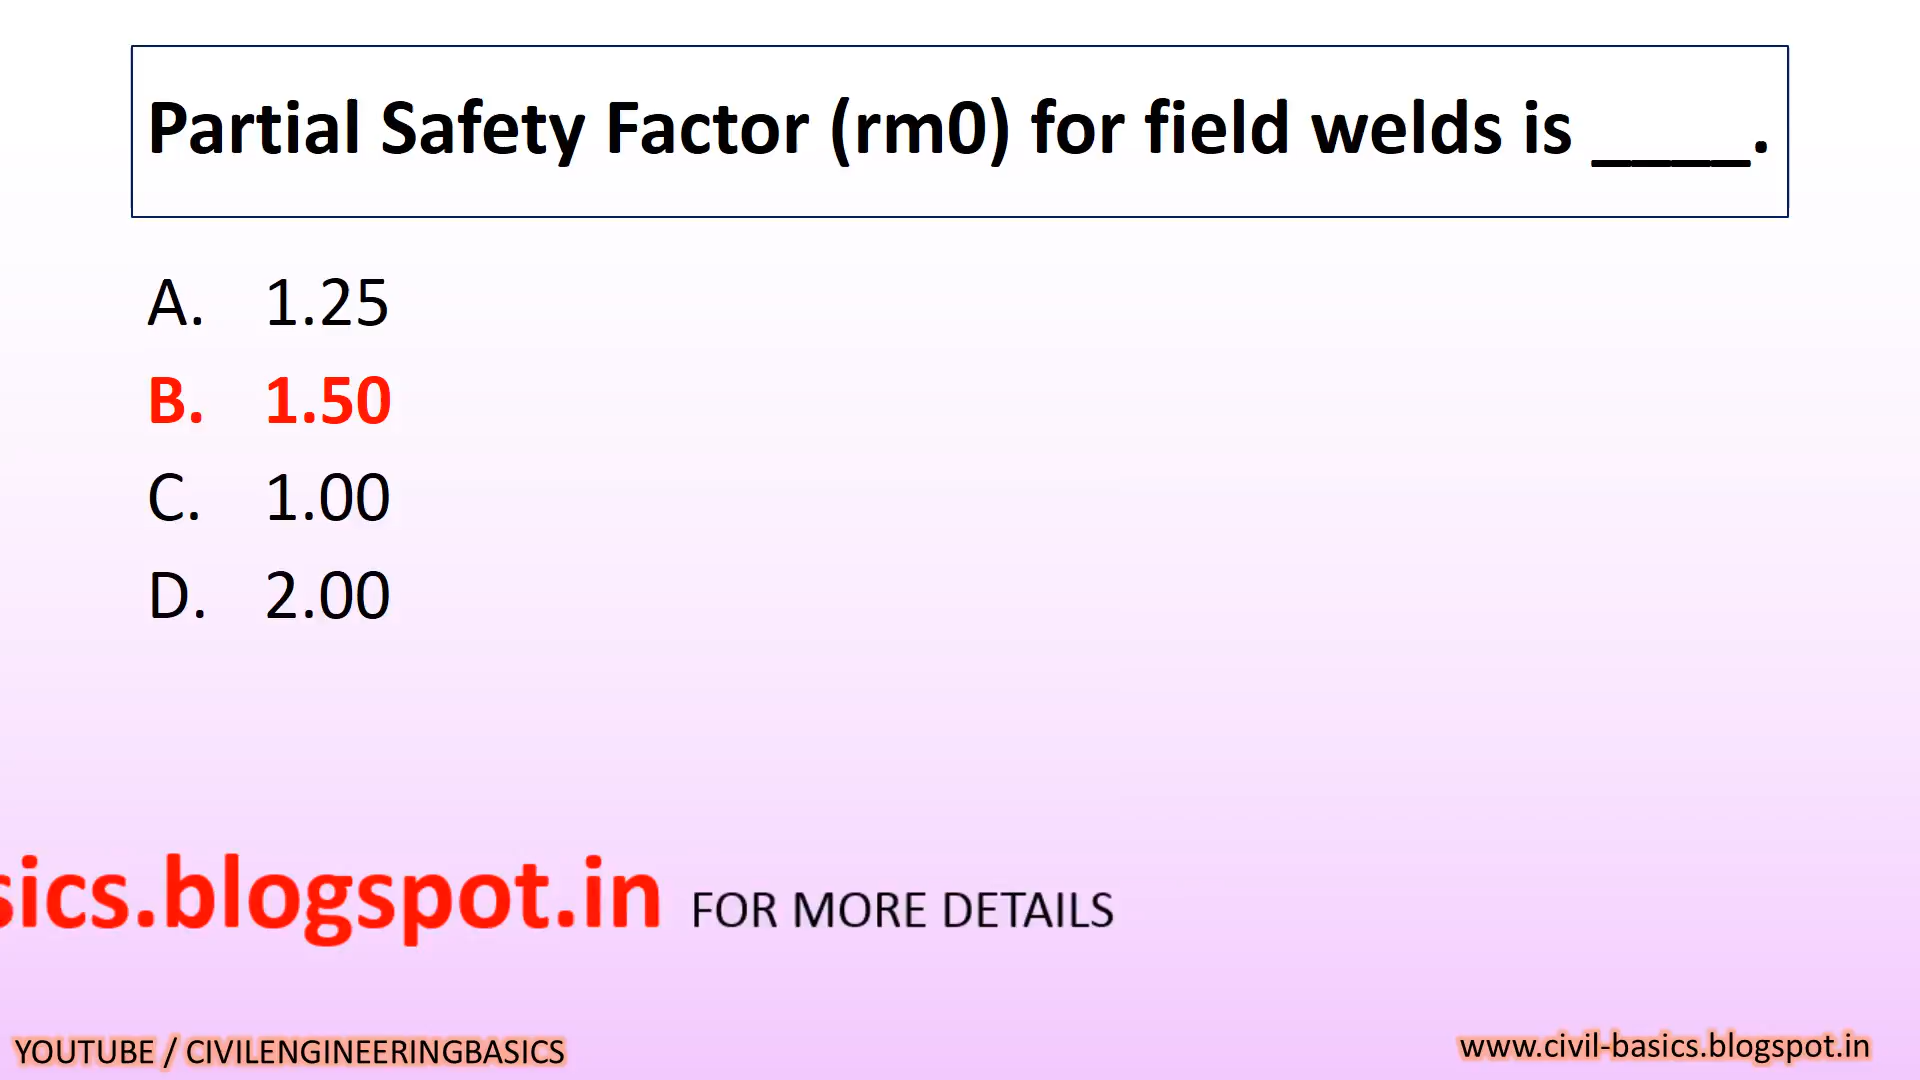 Partial Safety Factor (rm0) for field welds is ____.
A. 1.25
B. 1.50
C. 1.00
D. 2.00
sics.blogspot.in FOR MORE DETAILS
YOUTUBE / CIVILENGINEERINGBASICS
www.civil-basics.blogspot.in